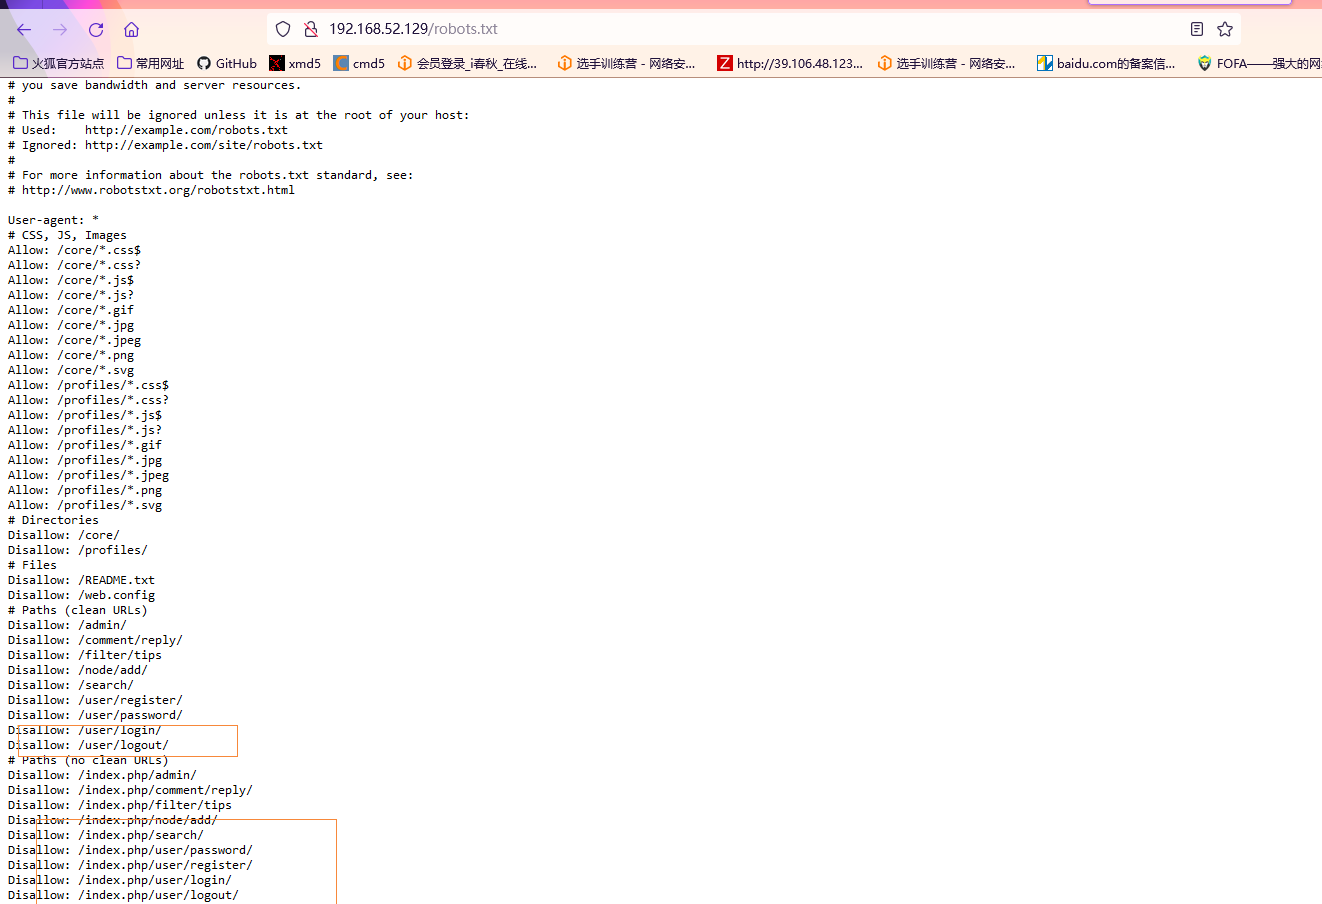 192.168.52.129/robots.txt
火狐官方站点 常用网址 GitHub xmd5 cmd5 会员登录_i春秋_在线... 选手训练营 - 网络安... http://39.106.48.123... 选手训练营 - 网络安... baidu.com的备案信... FOFA——强大的网
# you save bandwidth and server resources.
#
# This file will be ignored unless it is at the root of your host:
# Used:    http://example.com/robots.txt
# Ignored: http://example.com/site/robots.txt
#
# For more information about the robots.txt standard, see:
# http://www.robotstxt.org/robotstxt.html
User-agent: *
# CSS, JS, Images
Allow: /core/*.css$
Allow: /core/*.css?
Allow: /core/*.js$
Allow: /core/*.js?
Allow: /core/*.gif
Allow: /core/*.jpg
Allow: /core/*.jpeg
Allow: /core/*.png
Allow: /core/*.svg
Allow: /profiles/*.css$
Allow: /profiles/*.css?
Allow: /profiles/*.js$
Allow: /profiles/*.js?
Allow: /profiles/*.gif
Allow: /profiles/*.jpg
Allow: /profiles/*.jpeg
Allow: /profiles/*.png
Allow: /profiles/*.svg
# Directories
Disallow: /core/
Disallow: /profiles/
# Files
Disallow: /README.txt
Disallow: /web.config
# Paths (clean URLs)
Disallow: /admin/
Disallow: /comment/reply/
Disallow: /filter/tips
Disallow: /node/add/
Disallow: /search/
Disallow: /user/register/
Disallow: /user/password/
Disallow: /user/login/
Disallow: /user/logout/
# Paths (no clean URLs)
Disallow: /index.php/admin/
Disallow: /index.php/comment/reply/
Disallow: /index.php/filter/tips
Disallow: /index.php/node/add/
Disallow: /index.php/search/
Disallow: /index.php/user/password/
Disallow: /index.php/user/register/
Disallow: /index.php/user/login/
Disallow: /index.php/user/logout/